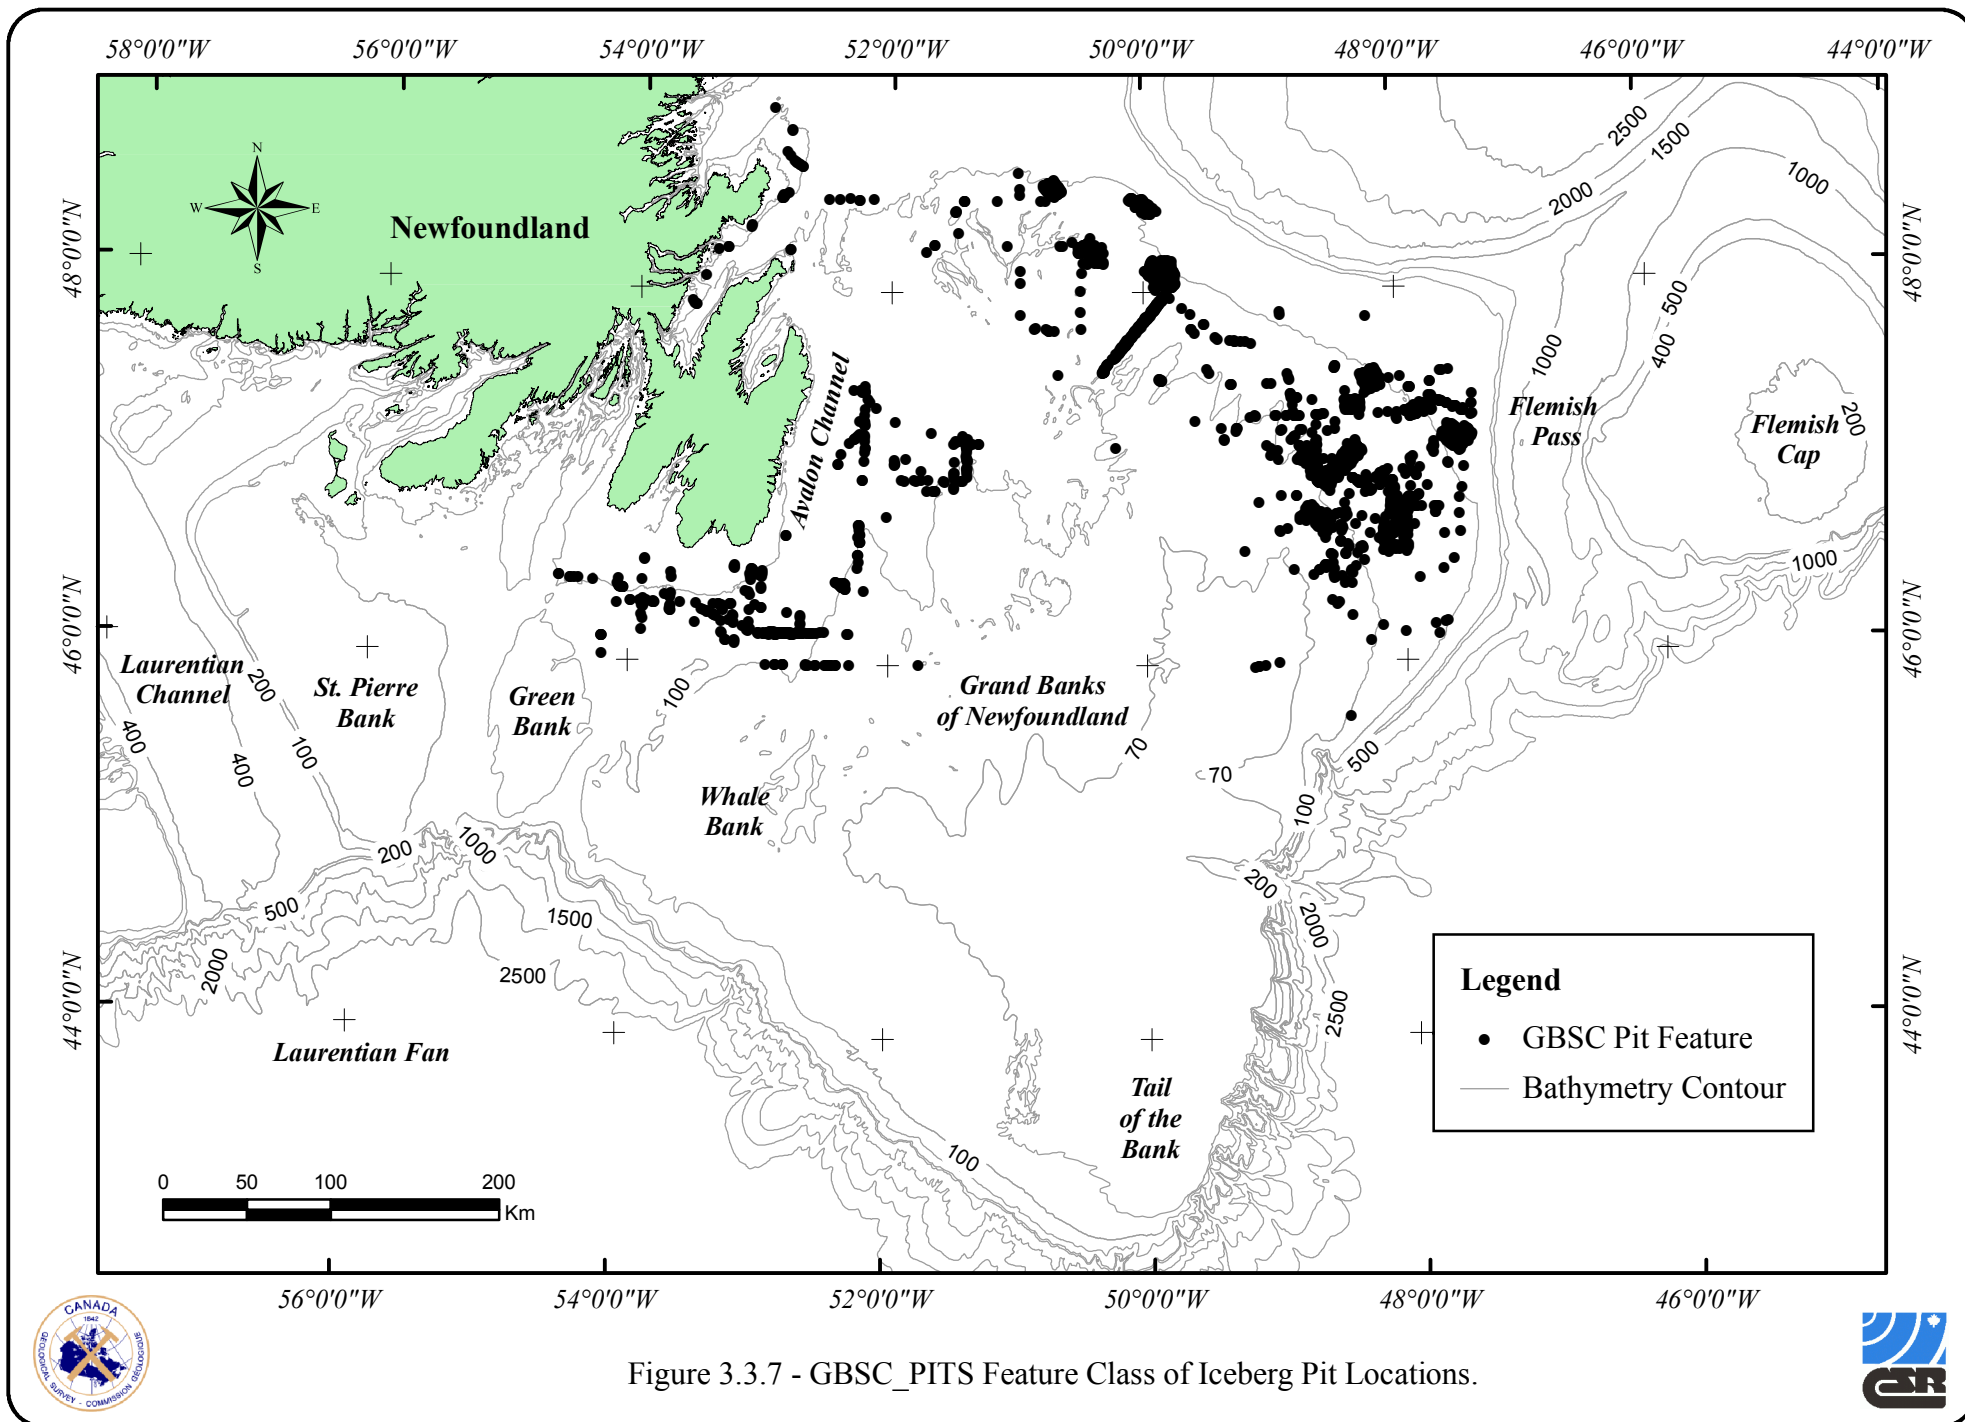 58°0'0"W 56°0'0"W 54°0'0"W 52°0'0"W 50°0'0"W 48°0'0"W 46°0'0"W 44°0'0"W
48°0'0"N
46°0'0"N
44°0'0"N
48°0'0"N
46°0'0"N
44°0'0"N
N
W E
S
Newfoundland
2500
1500
1000
2000
500
400
1000
200
Flemish
Pass
Flemish
Cap
1000
Avalon Channel
Laurentian
Channel
200
400
400
100
St. Pierre
Bank
Green
Bank
100
Grand Banks
of Newfoundland
70
70
500
100
Whale
Bank
200
1000
500
2000
1500
2500
200
2000
2500
Laurentian Fan
Tail
of the
Bank
100
Legend
GBSC Pit Feature
Bathymetry Contour
0 50 100 200
Km
56°0'0"W 54°0'0"W 52°0'0"W 50°0'0"W 48°0'0"W 46°0'0"W
CANADA
1842
GEOLOGICAL SURVEY - COMMISSION GÉOLOGIQUE
Figure 3.3.7 - GBSC_PITS Feature Class of Iceberg Pit Locations.
CSR